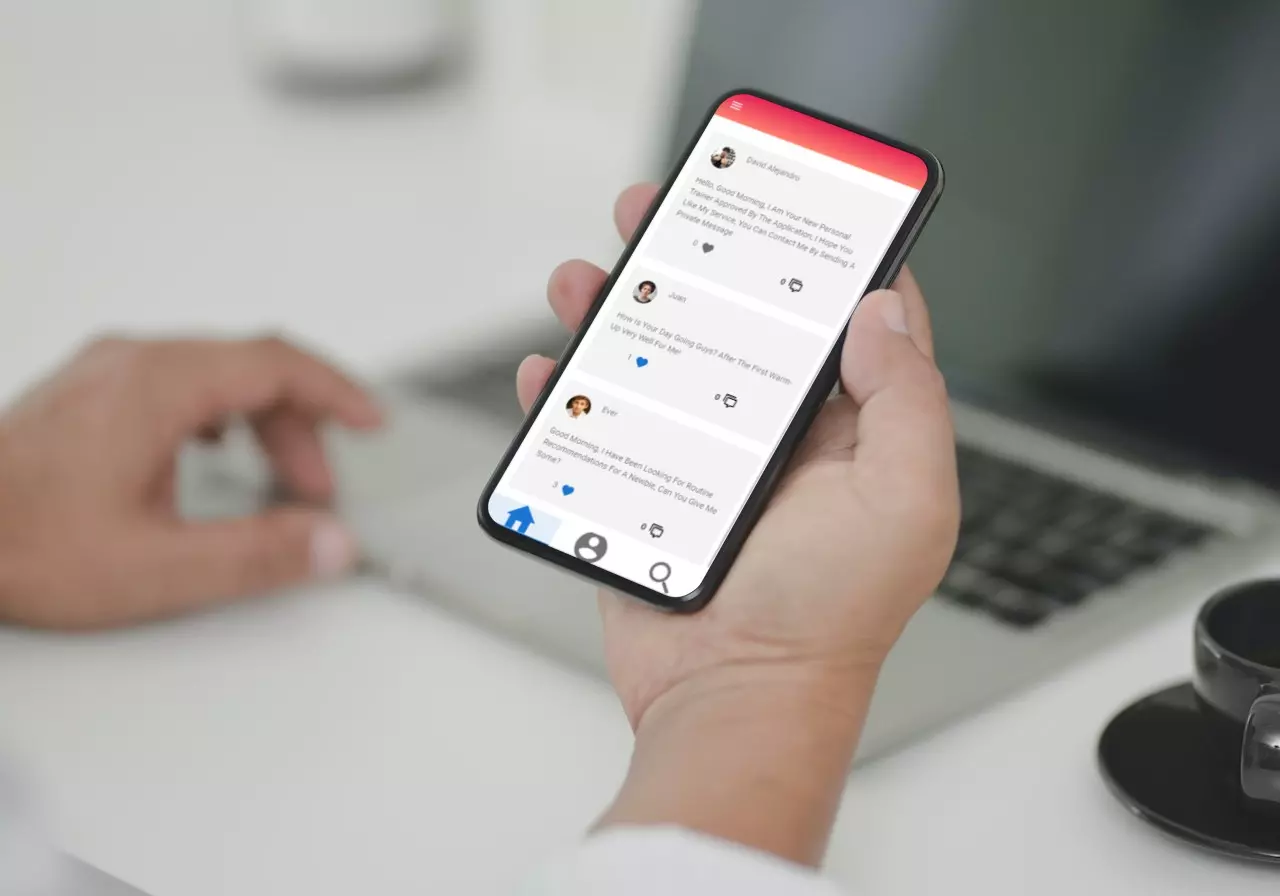 David Alejandro
Hello, Good Morning, I Am Your New Personal
Trainer Approved By The Application, I Hope You
Like My Service, You Can Contact Me By Sending A
Private Message
0
0
Juan
How Is Your Day Going Guys? After The First Warm-
Up Very Well For Me!
1
0
Ever
Good Morning, I Have Been Looking For Routine
Recommendations For A Newbie, Can You Give Me
Some?
3
0